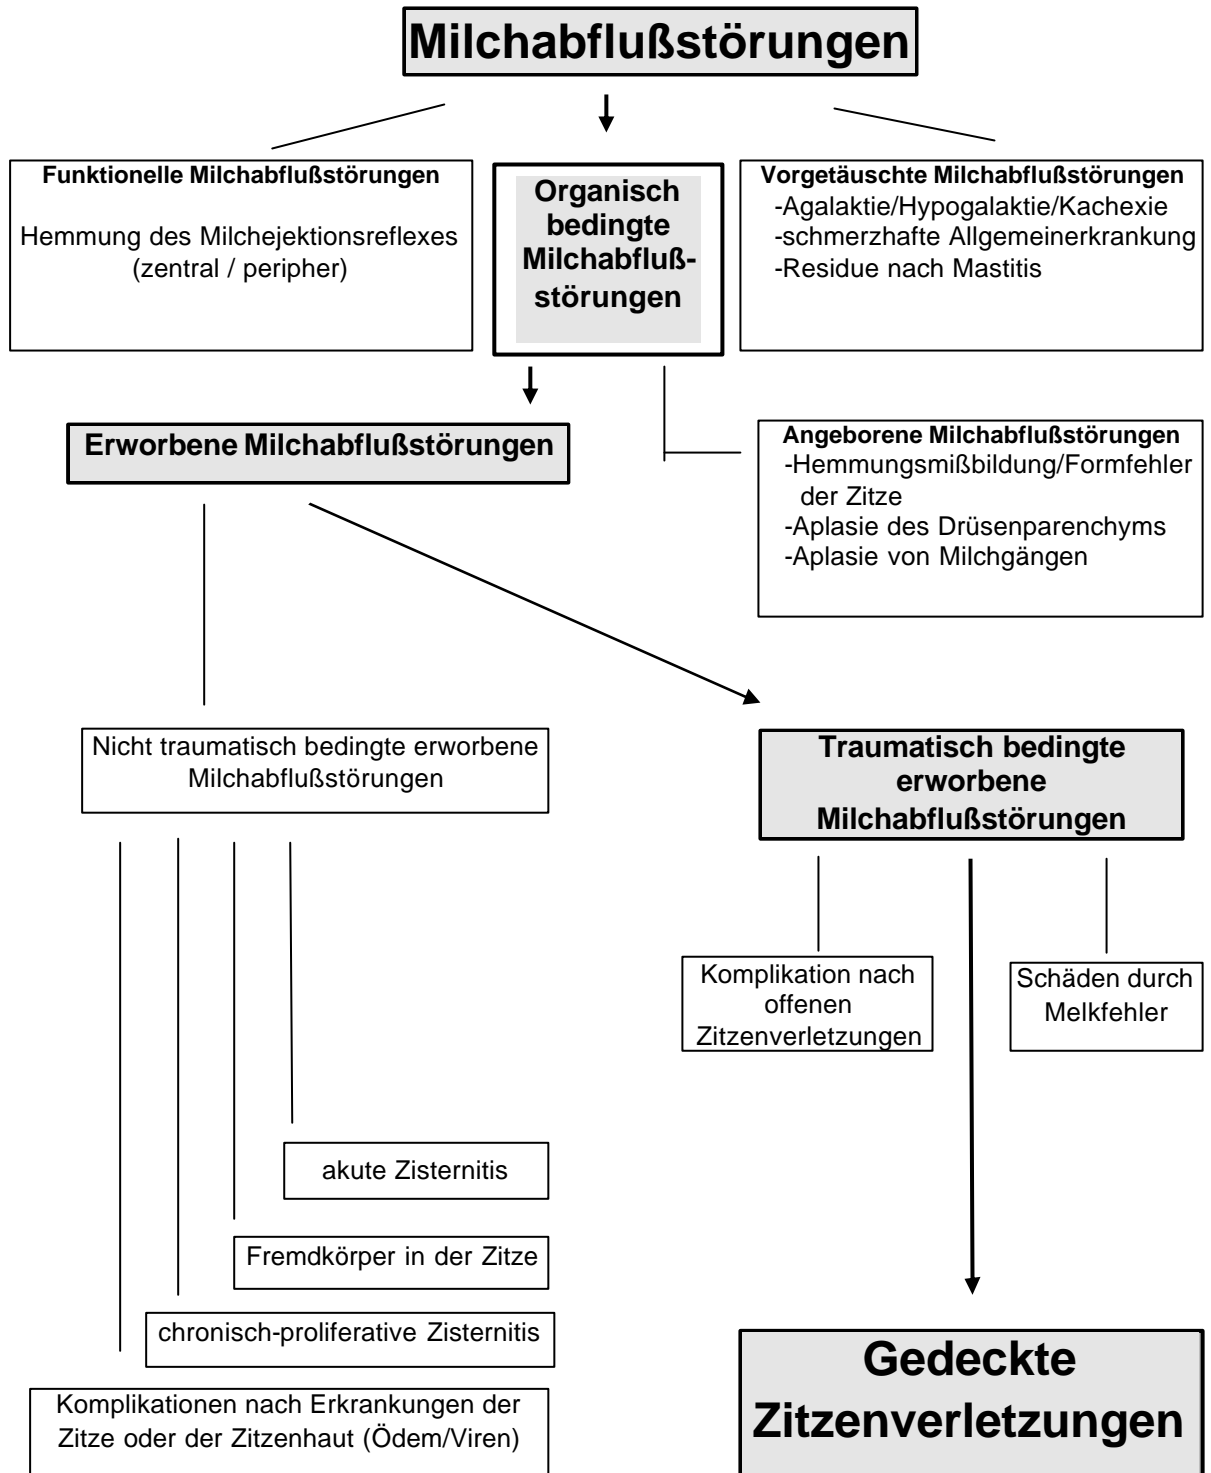 Milchabflußstörungen
Funktionelle Milchabflußstörungen
Hemmung des Milchejektionsreflexes
(zentral / peripher)
Organisch
bedingte
Milchabfluß-
störungen
Vorgetäuschte Milchabflußstörungen
-Agalaktie/Hypogalaktie/Kachexie
-schmerzhafte Allgemeinerkrankung
-Residue nach Mastitis
Erworbene Milchabflußstörungen
Angeborene Milchabflußstörungen
-Hemmungsmißbildung/Formfehler
der Zitze
-Aplasie des Drüsenparenchyms
-Aplasie von Milchgängen
Nicht traumatisch bedingte erworbene
Milchabflußstörungen
Traumatisch bedingte
erworbene
Milchabflußstörungen
Komplikation nach
offenen
Zitzenverletzungen
Schäden durch
Melkfehler
akute Zisternitis
Fremdkörper in der Zitze
chronisch-proliferative Zisternitis
Komplikationen nach Erkrankungen der
Zitze oder der Zitzenhaut (Ödem/Viren)
Gedeckte
Zitzenverletzungen